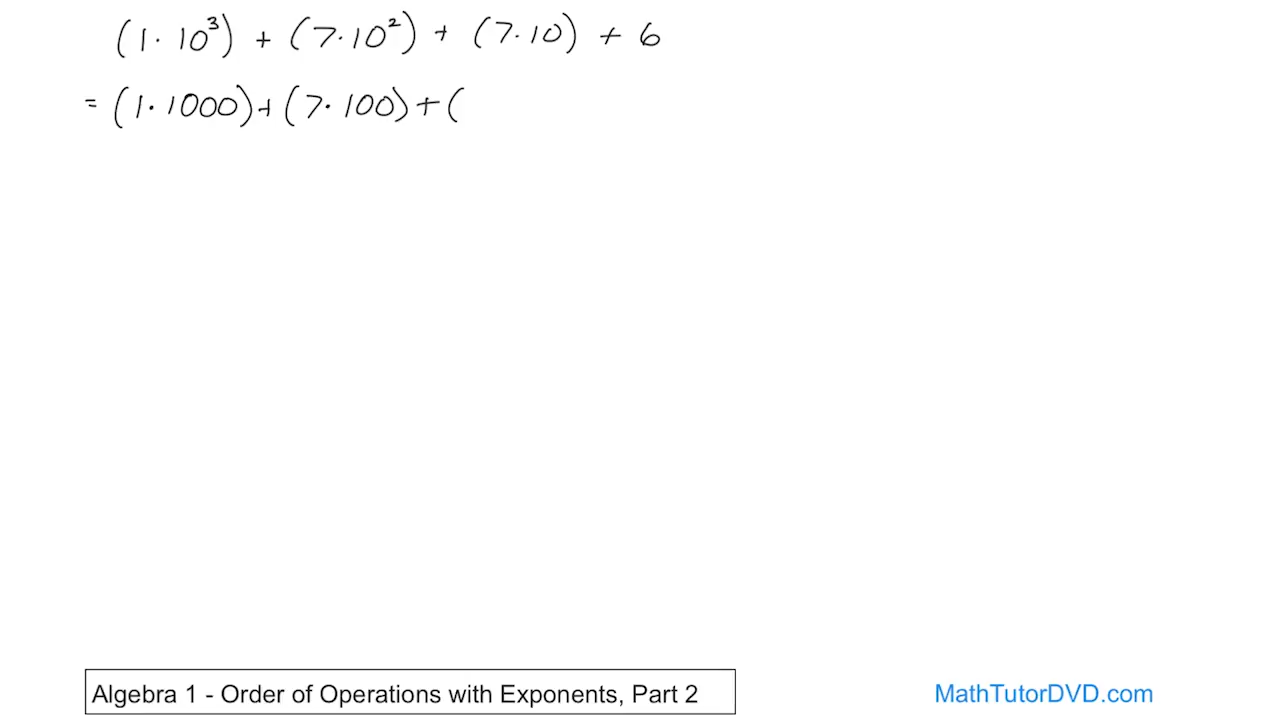 (1·10³) + (7·10²) + (7·10) + 6
= (1·1000) + (7·100) + (
Algebra 1 - Order of Operations with Exponents, Part 2
MathTutorDVD.com